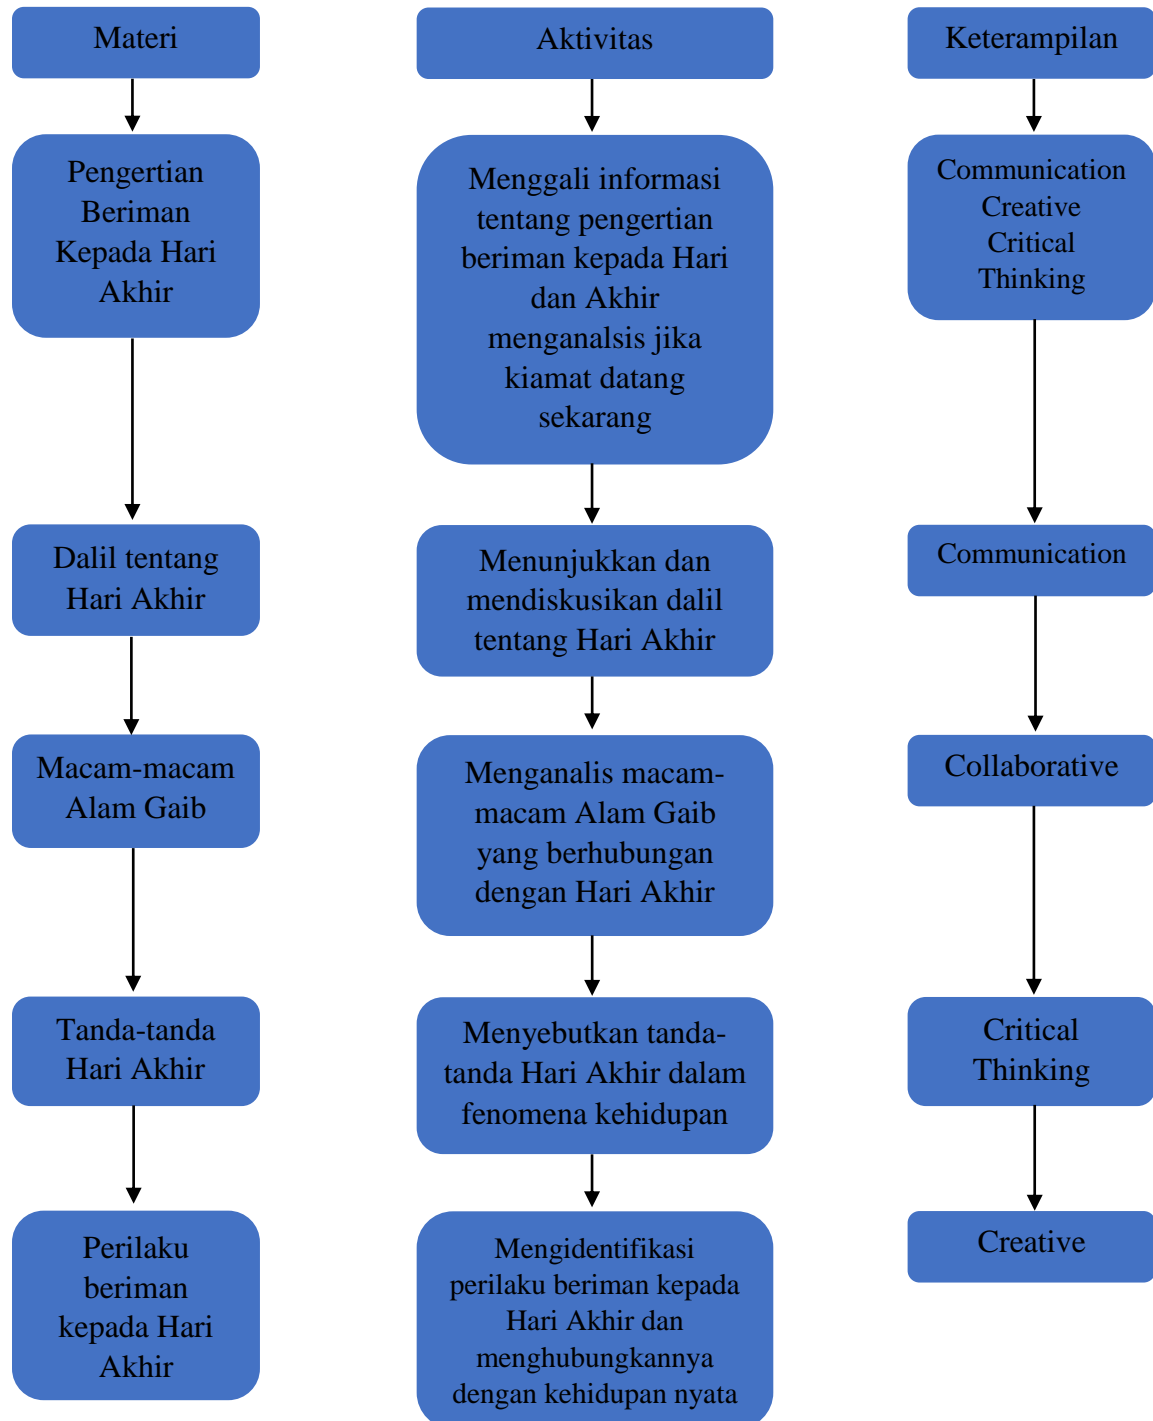 Materi
Aktivitas
Keterampilan
Pengertian
Beriman
Kepada Hari
Akhir
Menggali informasi
tentang pengertian
beriman kepada Hari
dan Akhir
menganalsis jika
kiamat datang
sekarang
Communication
Creative
Critical
Thinking
Dalil tentang
Hari Akhir
Menunjukkan dan
mendiskusikan dalil
tentang Hari Akhir
Communication
Macam-macam
Alam Gaib
Menganalis macam-
macam Alam Gaib
yang berhubungan
dengan Hari Akhir
Collaborative
Tanda-tanda
Hari Akhir
Menyebutkan tanda-
tanda Hari Akhir dalam
fenomena kehidupan
Critical
Thinking
Perilaku
beriman
kepada Hari
Akhir
Mengidentifikasi
perilaku beriman kepada
Hari Akhir dan
menghubungkannya
dengan kehidupan nyata
Creative